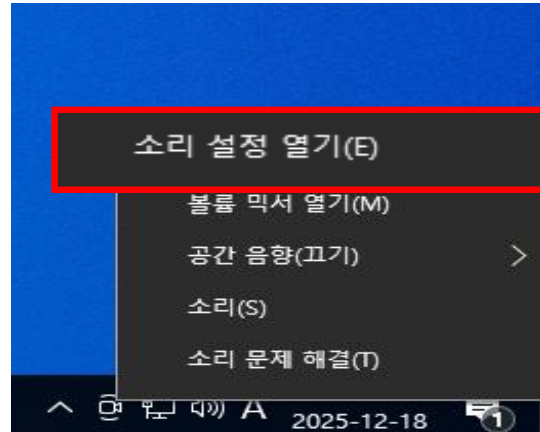 소리 설정 열기(E)
볼륨 믹서 열기(M)
공간 음향(끄기)
소리(S)
소리 문제 해결(T)
A
2025-12-18
1